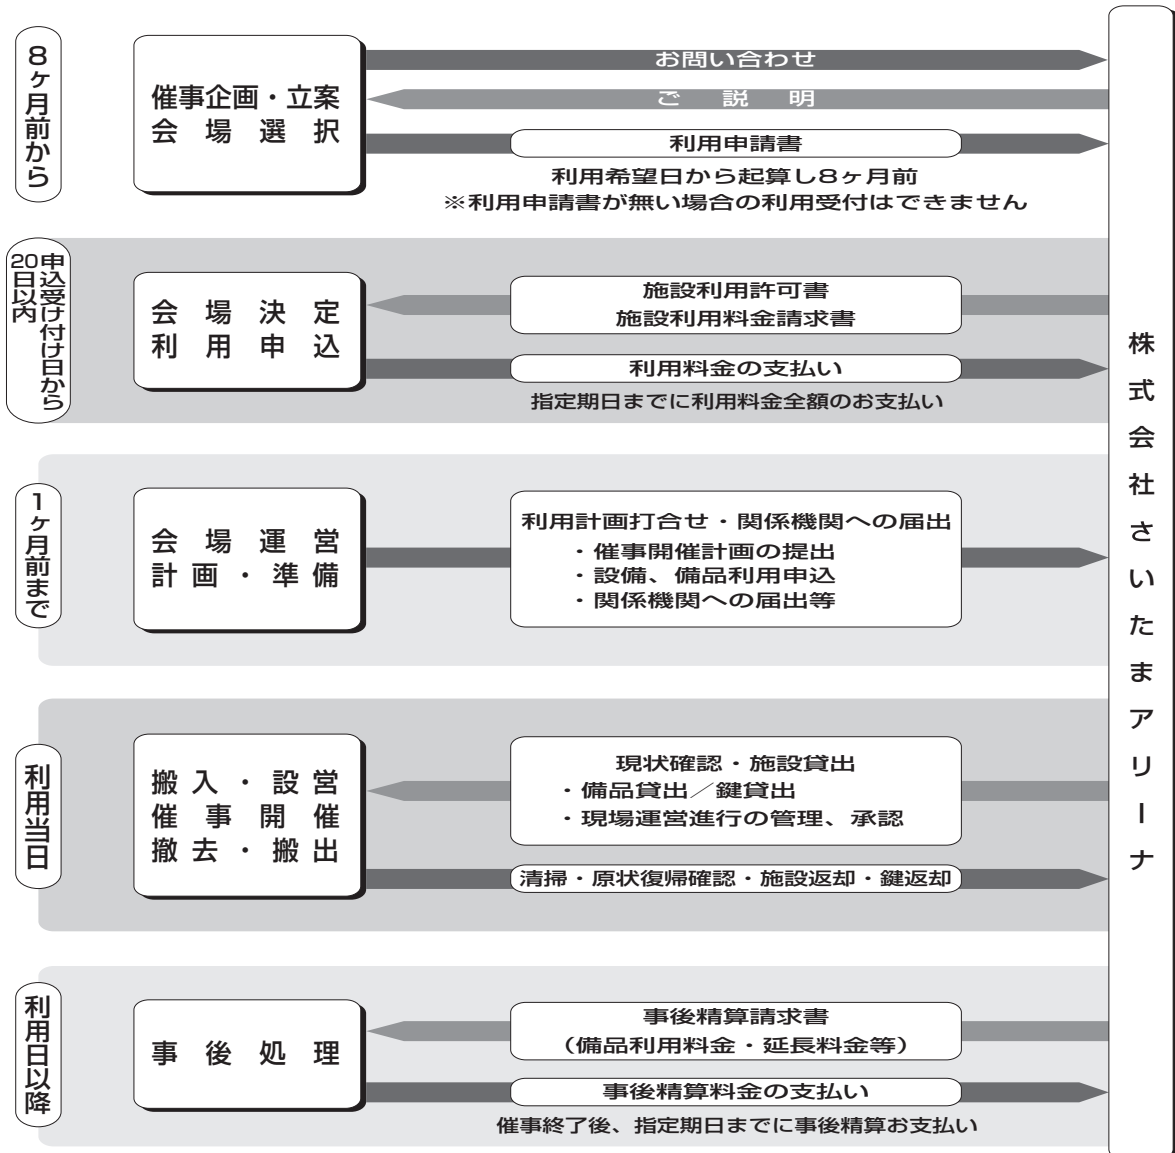 8ヶ月前から
催事企画・立案
会場選択
お問い合わせ
ご説明
利用申請書
利用希望日から起算し8ヶ月前
※利用申請書が無い場合の利用受付はできません
申込受け付け日から
20日以内
会場決定
利用申込
施設利用許可書
施設利用料金請求書
利用料金の支払い
指定期日までに利用料金全額のお支払い
1ヶ月前まで
会場運営
計画・準備
利用計画打合せ・関係機関への届出
・催事開催計画の提出
・設備、備品利用申込
・関係機関への届出等
利用当日
搬入・設営
催事開催
撤去・搬出
現状確認・施設貸出
・備品貸出／鍵貸出
・現場運営進行の管理、承認
清掃・原状復帰確認・施設返却・鍵返却
利用日以降
事後処理
事後精算請求書
（備品利用料金・延長料金等）
事後精算料金の支払い
催事終了後、指定期日までに事後精算お支払い
株式会社さいたまアリーナ